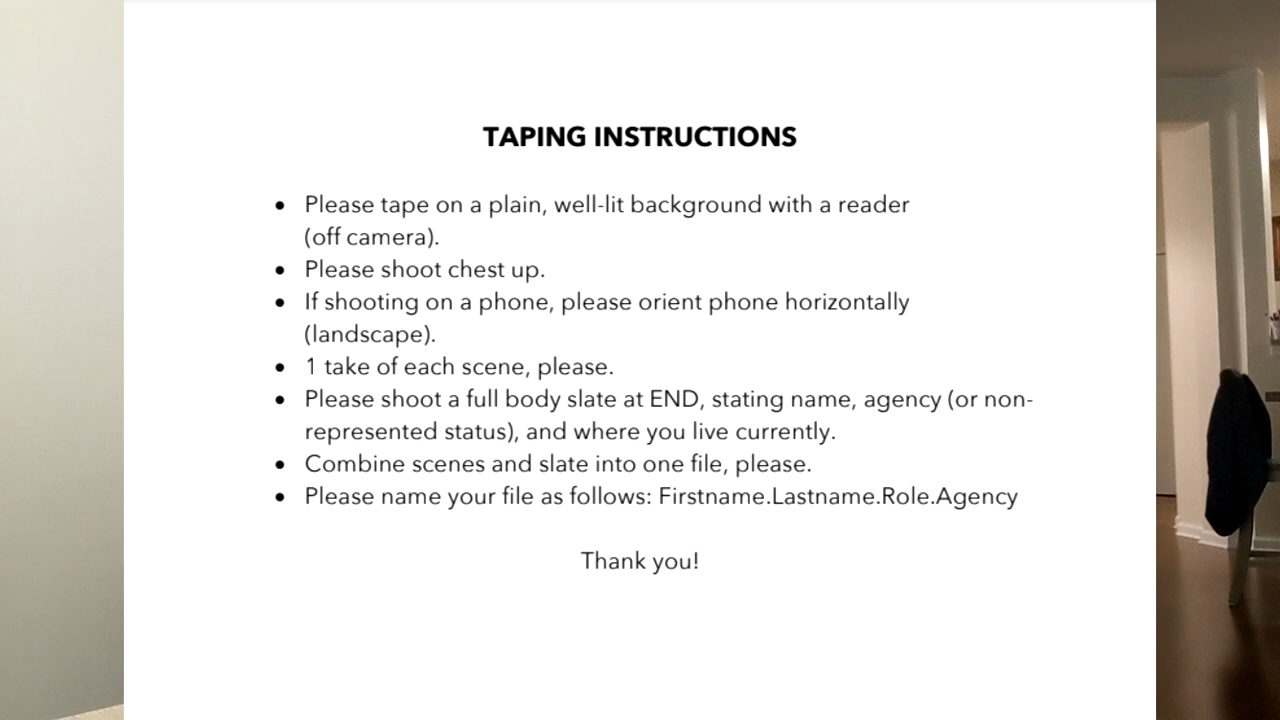 TAPING INSTRUCTIONS
• Please tape on a plain, well-lit background with a reader
(off camera).
• Please shoot chest up.
• If shooting on a phone, please orient phone horizontally
(landscape).
• 1 take of each scene, please.
• Please shoot a full body slate at END, stating name, agency (or non-
represented status), and where you live currently.
• Combine scenes and slate into one file, please.
• Please name your file as follows: Firstname.Lastname.Role.Agency
Thank you!